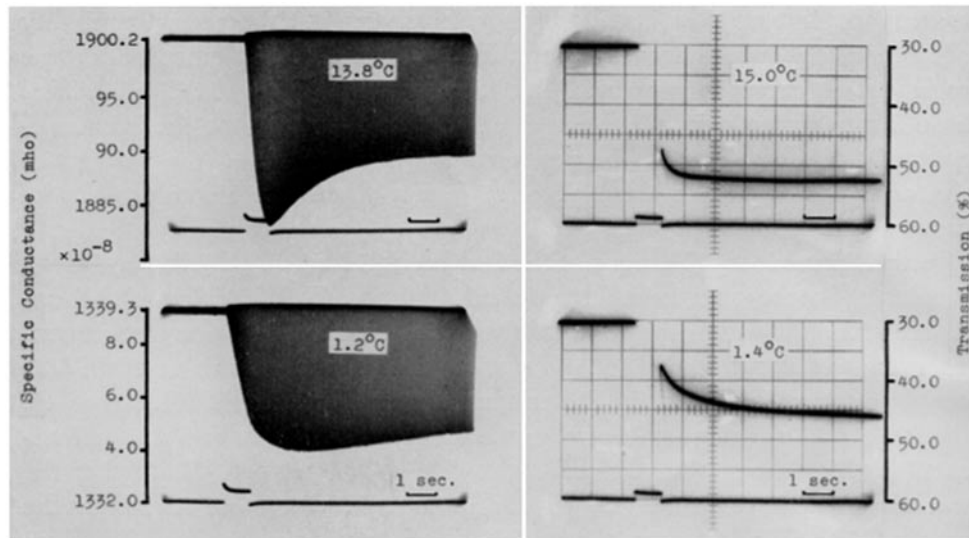 Specific Conductance (mho)
1900.2
95.0
90.0
1885.0
×10⁻⁸
13.8°C
15.0°C
30.0
40.0
50.0
60.0
Transmission (%)
1339.3
8.0
6.0
4.0
1332.0
1.2°C
1 sec.
1.4°C
1 sec.
30.0
40.0
50.0
60.0